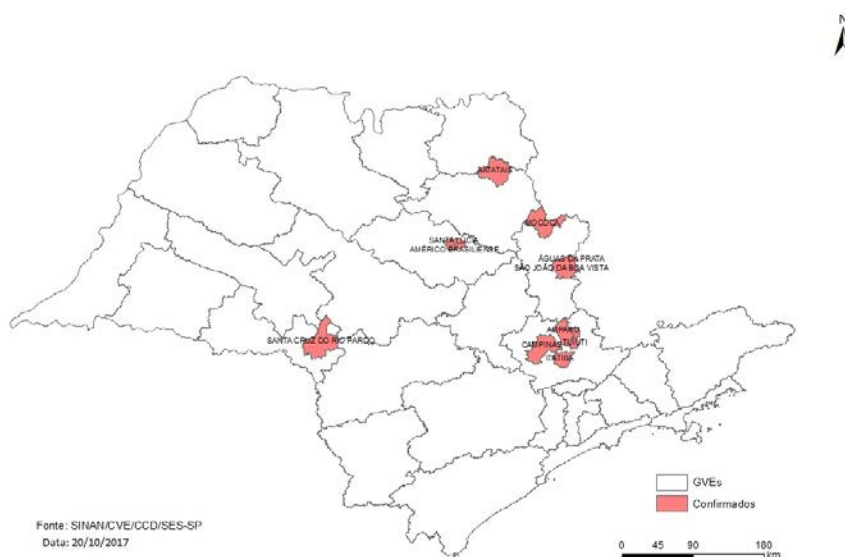 N
BATATAIS
MOCOCA
SANTA LÚCIA
AMÉRICO BRASILIENSE
ÁGUAS DA PRATA
SÃO JOÃO DA BOA VISTA
AMPARO
SANTA CRUZ DO RIO PARDO
CAMPINAS
TUIUTI
ITATIBA
GVEs
Confirmados
Fonte: SINAN/CVE/CCD/SES-SP
Data: 20/10/2017
0 45 90 180
km